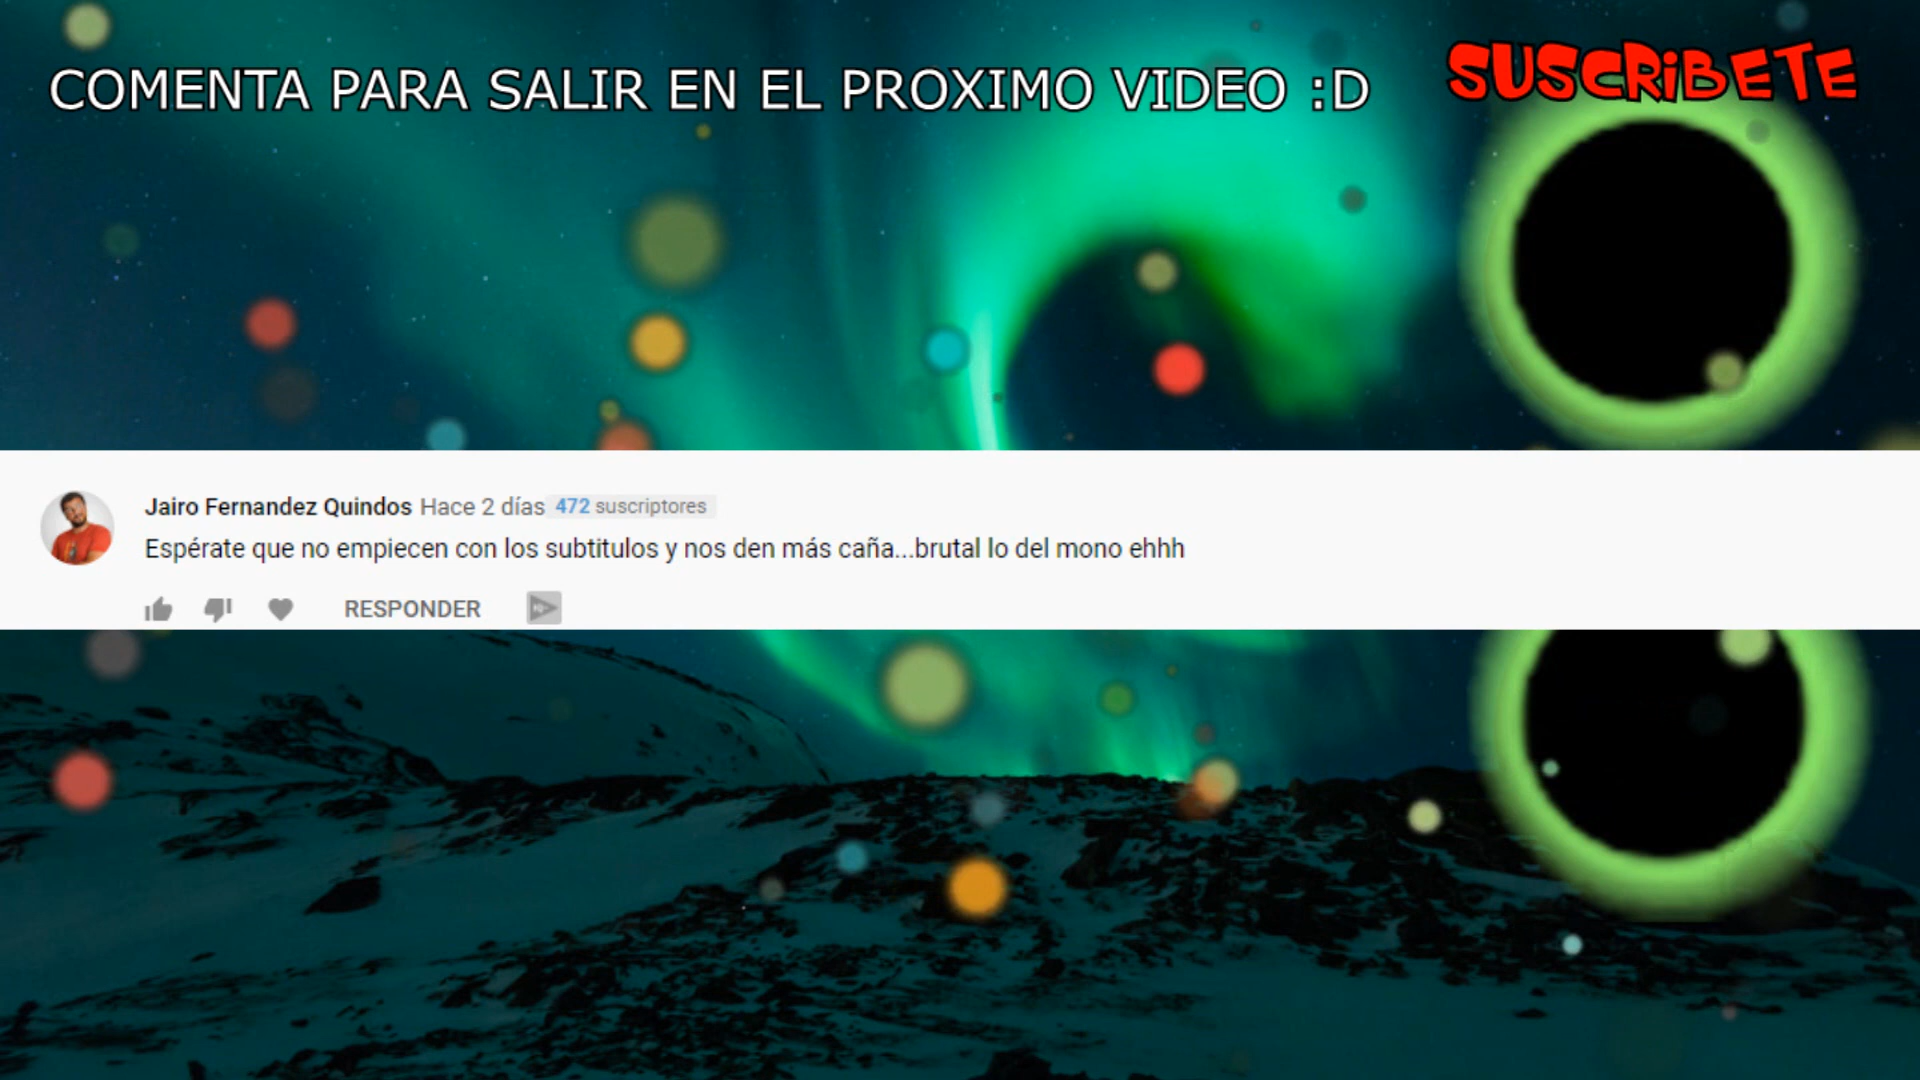 COMENTA PARA SALIR EN EL PROXIMO VIDEO :D
SUSCRiBETE
Jairo Fernandez Quindos Hace 2 días 472 suscriptores
Espérate que no empiecen con los subtitulos y nos den más caña...brutal lo del mono ehhh
RESPONDER